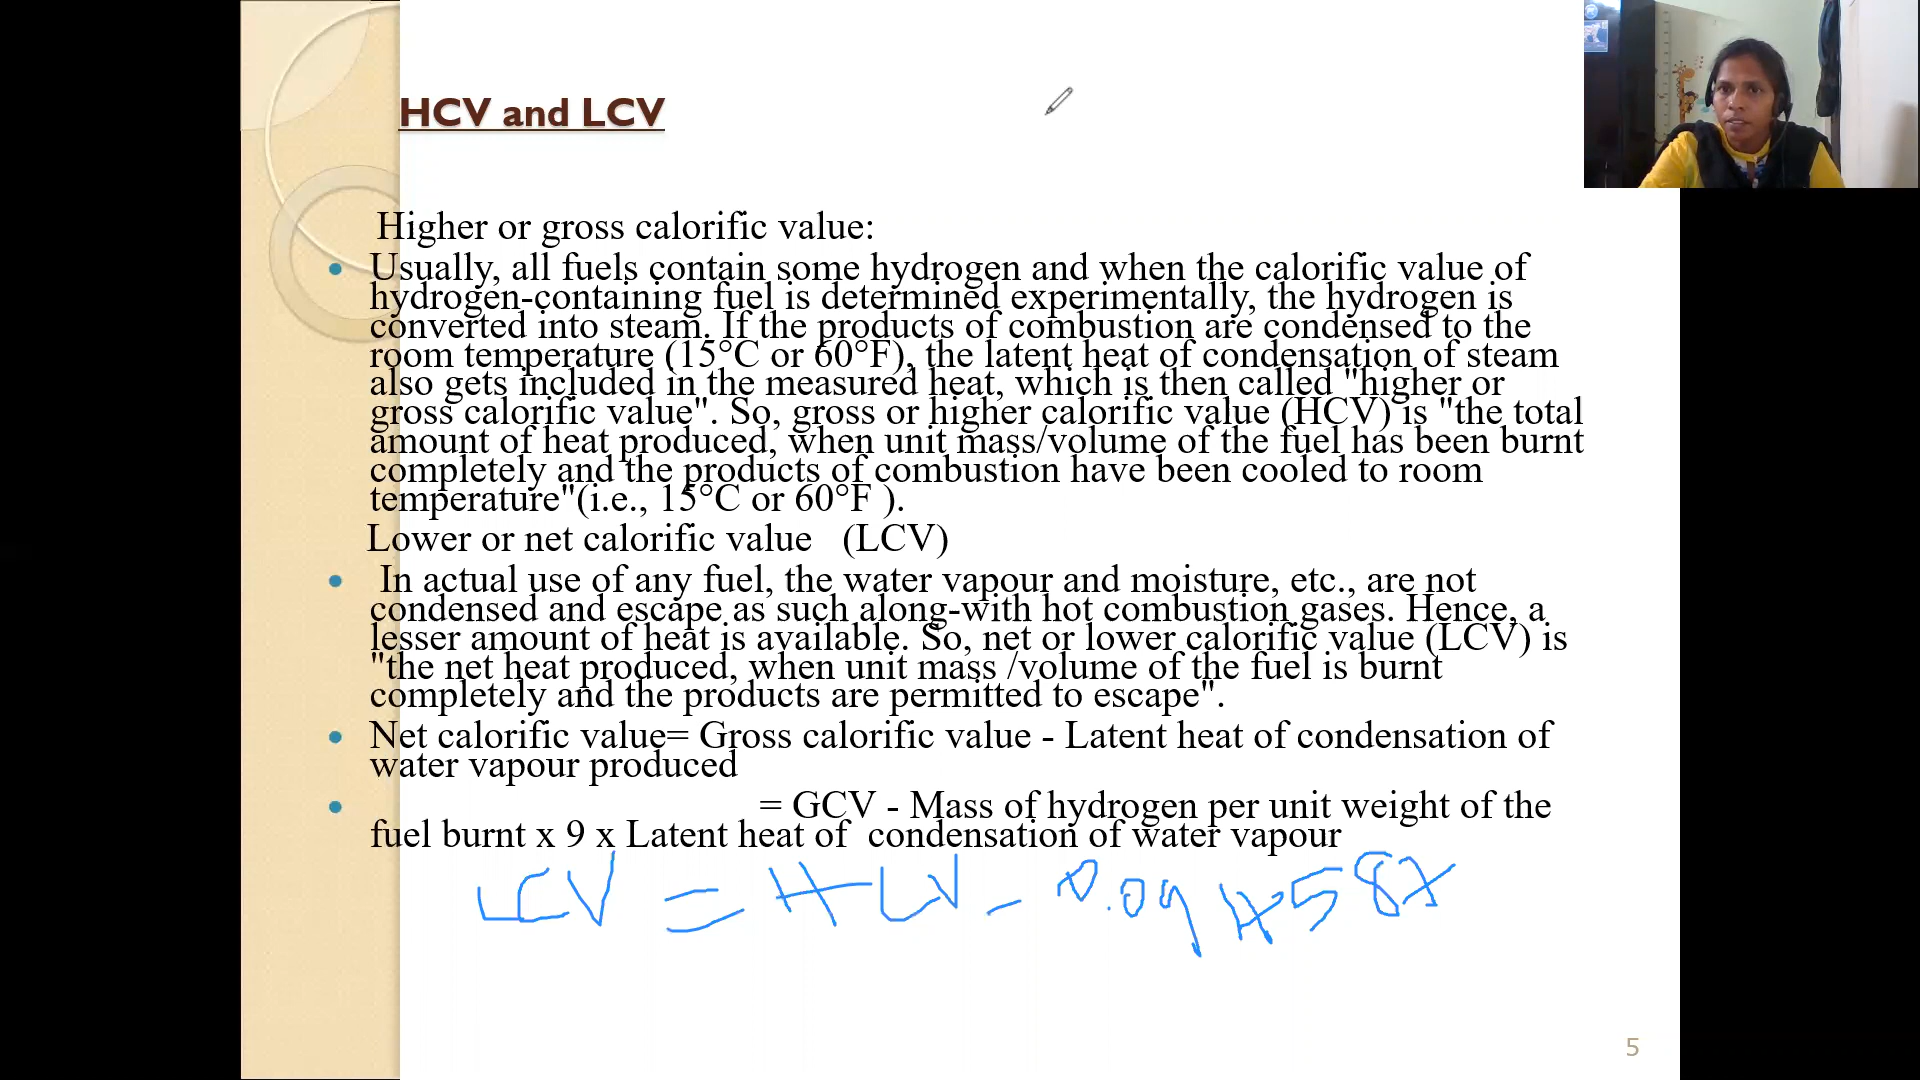 HCV and LCV
Higher or gross calorific value:
Usually, all fuels contain some hydrogen and when the calorific value of
hydrogen-containing fuel is determined experimentally, the hydrogen is
converted into steam. If the products of combustion are condensed to the
room temperature (15°C or 60°F), the latent heat of condensation of steam
also gets included in the measured heat, which is then called "higher or
gross calorific value". So, gross or higher calorific value (HCV) is "the total
amount of heat produced, when unit mass/volume of the fuel has been burnt
completely and the products of combustion have been cooled to room
temperature"(i.e., 15°C or 60°F ).
Lower or net calorific value (LCV)
In actual use of any fuel, the water vapour and moisture, etc., are not
condensed and escape as such along-with hot combustion gases. Hence, a
lesser amount of heat is available. So, net or lower calorific value (LCV) is
"the net heat produced, when unit mass /volume of the fuel is burnt
completely and the products are permitted to escape".
Net calorific value= Gross calorific value - Latent heat of condensation of
water vapour produced
= GCV - Mass of hydrogen per unit weight of the
fuel burnt x 9 x Latent heat of condensation of water vapour
LCV = HCV - 0.09 H 587
5